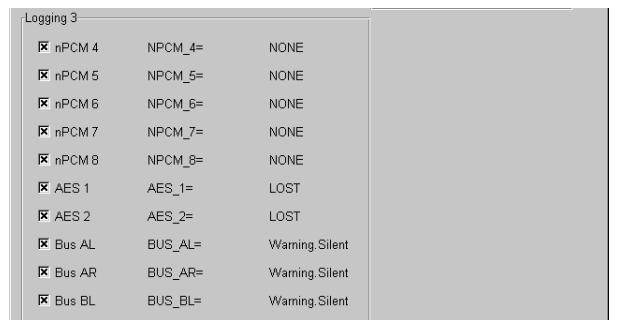 Logging 3
nPCM 4 NPCM_4= NONE
nPCM 5 NPCM_5= NONE
nPCM 6 NPCM_6= NONE
nPCM 7 NPCM_7= NONE
nPCM 8 NPCM_8= NONE
AES 1 AES_1= LOST
AES 2 AES_2= LOST
Bus AL BUS_AL= Warning.Silent
Bus AR BUS_AR= Warning.Silent
Bus BL BUS_BL= Warning.Silent